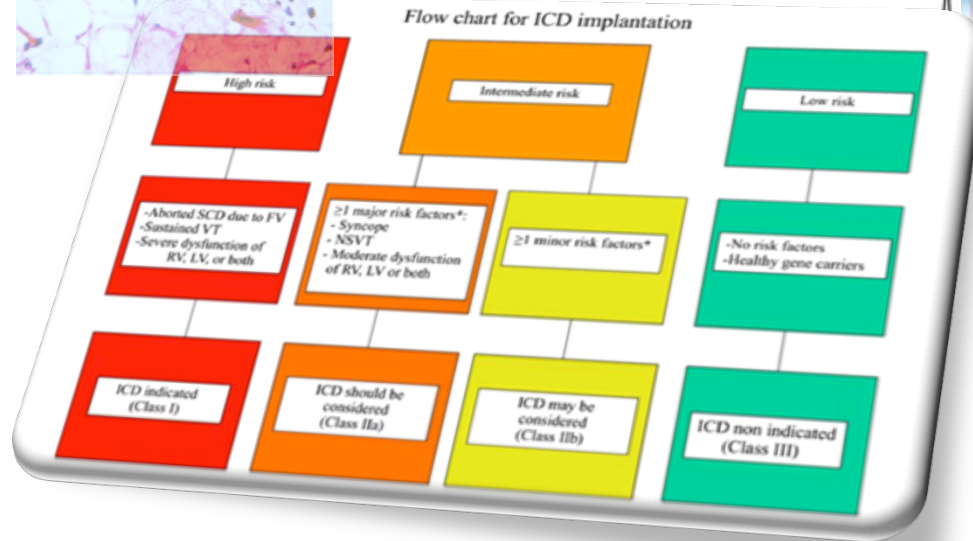 Flow chart for ICD implantation
High risk
Intermediate risk
Low risk
-Aborted SCD due to FV
-Sustained VT
-Severe dysfunction of
RV, LV, or both
≥1 major risk factors*:
- Syncope
- NSVT
- Moderate dysfunction
of RV, LV or both
≥1 minor risk factors*
-No risk factors
-Healthy gene carriers
ICD indicated
(Class I)
ICD should be
considered
(Class IIa)
ICD may be
considered
(Class IIb)
ICD non indicated
(Class III)